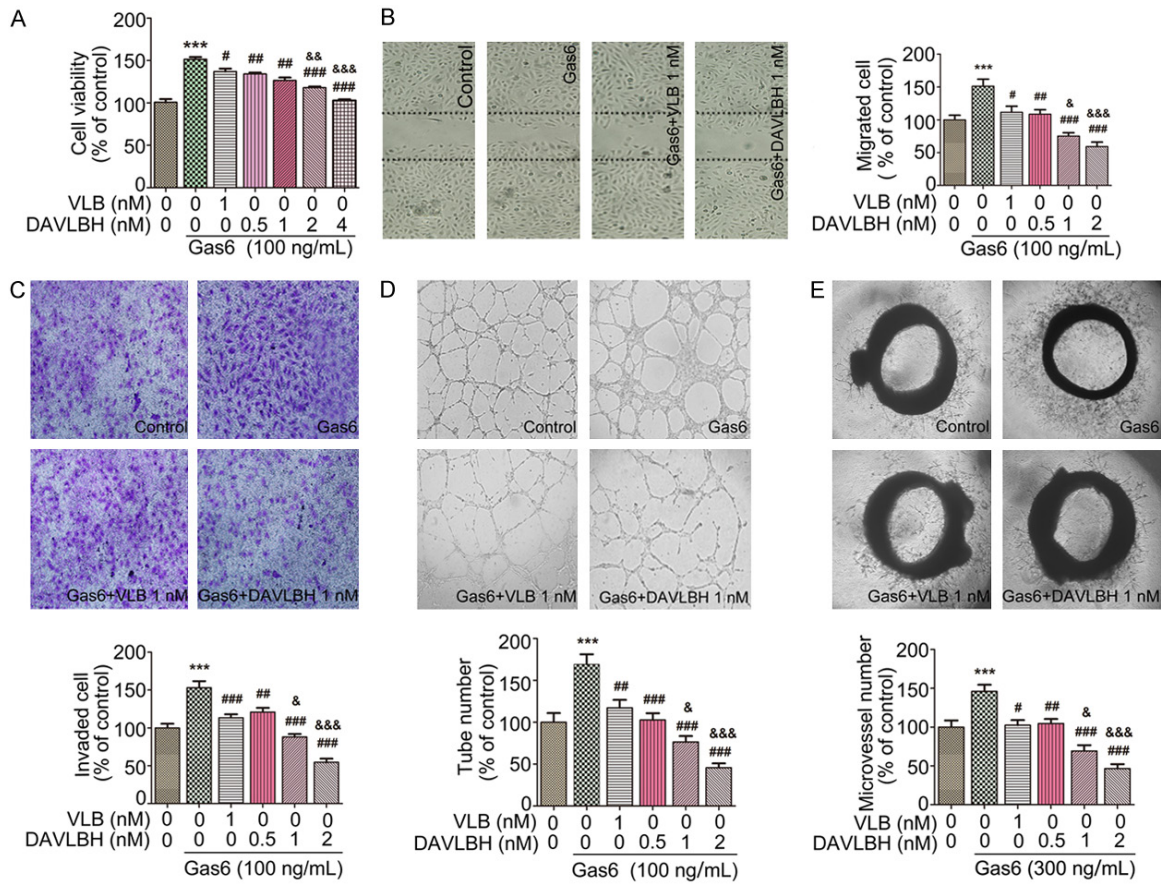 A
Cell viability
(% of control)
200
150
100
50
0
***
#
##
##
&&
###
&&&
###
VLB (nM)
0 0 1 0 0 0 0
DAVLBH (nM)
0 0 0 0.5 1 2 4
Gas6 (100 ng/mL)
B
Control
Gas6
Gas6+VLB 1 nM
Gas6+DAVLBH 1 nM
Migrated cell
( % of control)
200
150
100
50
0
***
#
##
&
###
&&&
###
VLB (nM)
0 0 1 0 0 0
DAVLBH (nM)
0 0 0 0.5 1 2
Gas6 (100 ng/mL)
C
Control
Gas6
Gas6+VLB 1 nM
Gas6+DAVLBH 1 nM
Invaded cell
(% of control)
200
150
100
50
0
***
###
##
&
###
&&&
###
VLB (nM)
0 0 1 0 0 0
DAVLBH (nM)
0 0 0 0.5 1 2
Gas6 (100 ng/mL)
D
Control
Gas6
Gas6+VLB 1 nM
Gas6+DAVLBH 1 nM
Tube number
(% of control)
200
150
100
50
0
***
##
###
&
###
&&&
###
VLB (nM)
0 0 1 0 0 0
DAVLBH (nM)
0 0 0 0.5 1 2
Gas6 (100 ng/mL)
E
Control
Gas6
Gas6+VLB 1 nM
Gas6+DAVLBH 1 nM
Microvessel number
(% of control)
200
150
100
50
0
***
#
##
&
###
&&&
###
VLB (nM)
0 0 1 0 0 0
DAVLBH (nM)
0 0 0 0.5 1 2
Gas6 (300 ng/mL)